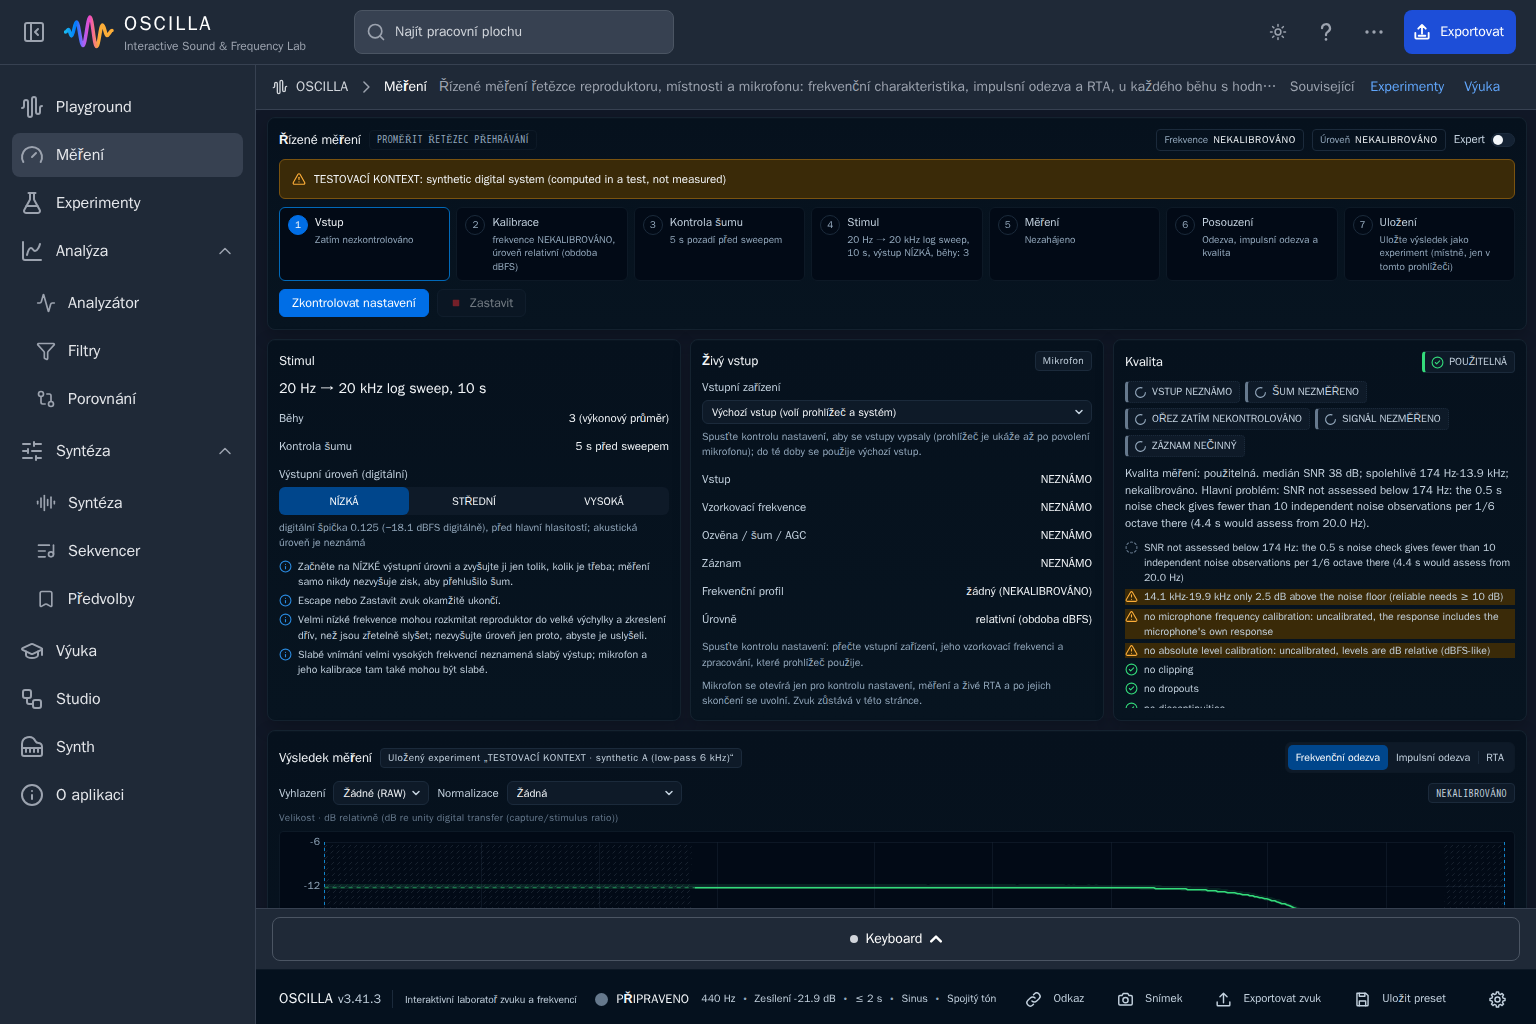 OSCILLA
Interactive Sound & Frequency Lab
Najít pracovní plochu
Exportovat
Playground
Měření
Experimenty
Analýza
Analyzátor
Filtry
Porovnání
Syntéza
Syntéza
Sekvencer
Předvolby
Výuka
Studio
Synth
O aplikaci
OSCILLA
Měření
Řízené měření řetězce reproduktoru, místnosti a mikrofonu: frekvenční charakteristika, impulsní odezva a RTA, u každého běhu s hodn···
Související
Experimenty
Výuka
Řízené měření
PROMĚŘIT ŘETĚZEC PŘEHRÁVÁNÍ
Frekvence NEKALIBROVÁNO
Úroveň NEKALIBROVÁNO
Expert
TESTOVACÍ KONTEXT: synthetic digital system (computed in a test, not measured)
1 Vstup
Zatím nezkontrolováno
2 Kalibrace
frekvence NEKALIBROVÁNO,
úroveň relativní (obdoba
dBFS)
3 Kontrola šumu
5 s pozadí před sweepem
4 Stimul
20 Hz → 20 kHz log sweep,
10 s, výstup NÍZKÁ, běhy: 3
5 Měření
Nezahájeno
6 Posouzení
Odezva, impulsní odezva a
kvalita
7 Uložení
Uložte výsledek jako
experiment (místně, jen v
tomto prohlížeči)
Zkontrolovat nastavení
Zastavit
Stimul
20 Hz → 20 kHz log sweep, 10 s
Běhy 3 (výkonový průměr)
Kontrola šumu 5 s před sweepem
Výstupní úroveň (digitální)
NÍZKÁ STŘEDNÍ VYSOKÁ
digitální špička 0.125 (−18.1 dBFS digitálně), před hlavní hlasitostí; akustická
úroveň je neznámá
Začněte na NÍZKÉ výstupní úrovni a zvyšujte ji jen tolik, kolik je třeba; měření
samo nikdy nezvyšuje zisk, aby přehlušilo šum.
Escape nebo Zastavit zvuk okamžitě ukončí.
Velmi nízké frekvence mohou rozkmitat reproduktor do velké výchylky a zkreslení
dřív, než jsou zřetelně slyšet; nezvyšujte úroveň jen proto, abyste je uslyšeli.
Slabé vnímání velmi vysokých frekvencí neznamená slabý výstup; mikrofon a
jeho kalibrace tam také mohou být slabé.
Živý vstup
Mikrofon
Vstupní zařízení
Výchozí vstup (volí prohlížeč a systém)
Spusťte kontrolu nastavení, aby se vstupy vypsaly (prohlížeč je ukáže až po povolení
mikrofonu); do té doby se použije výchozí vstup.
Vstup NEZNÁMO
Vzorkovací frekvence NEZNÁMO
Ozvěna / šum / AGC NEZNÁMO
Záznam NEZNÁMO
Frekvenční profil žádný (NEKALIBROVÁNO)
Úrovně relativní (obdoba dBFS)
Spusťte kontrolu nastavení: přečte vstupní zařízení, jeho vzorkovací frekvenci a
zpracování, které prohlížeč použije.
Mikrofon se otevírá jen pro kontrolu nastavení, měření a živé RTA a po jejich
skončení se uvolní. Zvuk zůstává v této stránce.
Kvalita
POUŽITELNÁ
VSTUP NEZNÁMO
ŠUM NEZMĚŘENO
OŘEZ ZATÍM NEKONTROLOVÁNO
SIGNÁL NEZMĚŘENO
ZÁZNAM NEČINNÝ
Kvalita měření: použitelná. medián SNR 38 dB; spolehlivé 174 Hz-13.9 kHz;
nekalibrováno. Hlavní problém: SNR not assessed below 174 Hz: the 0.5 s
noise check gives fewer than 10 independent noise observations per 1/6
octave there (4.4 s would assess from 20.0 Hz).
SNR not assessed below 174 Hz: the 0.5 s noise check gives fewer than 10
independent noise observations per 1/6 octave there (4.4 s would assess from
20.0 Hz)
14.1 kHz-19.9 kHz only 2.5 dB above the noise floor (reliable needs ≥ 10 dB)
no microphone frequency calibration: uncalibrated, the response includes the
microphone's own response
no absolute level calibration: uncalibrated, levels are dB relative (dBFS-like)
no clipping
no dropouts
no discontinuities
Výsledek měření
Uložený experiment „TESTOVACÍ KONTEXT · synthetic A (low-pass 6 kHz)“
Frekvenční odezva
Impulsní odezva
RTA
Vyhlazení Žádné (RAW)
Normalizace Žádná
NEKALIBROVÁNO
Velikost · dB relativně (dB re unity digital transfer (capture/stimulus ratio))
-6
-12
Keyboard
OSCILLA v3.41.3
Interaktivní laboratoř zvuku a frekvencí
PŘIPRAVENO
440 Hz • Zesílení -21.9 dB • ≤ 2 s • Sinus • Spojitý tón
Odkaz
Snímek
Exportovat zvuk
Uložit preset